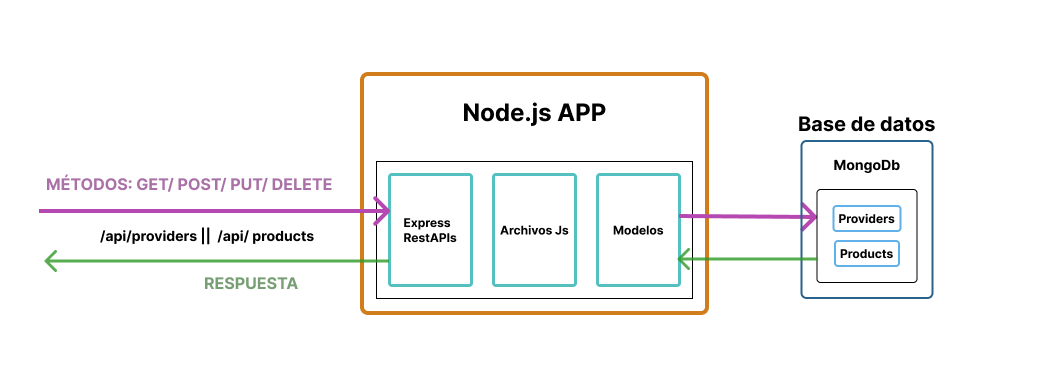 Node.js APP
Base de datos
MongoDb
MÉTODOS: GET/ POST/ PUT/ DELETE
/api/providers || /api/ products
RESPUESTA
Express
RestAPIs
Archivos Js
Modelos
Providers
Products